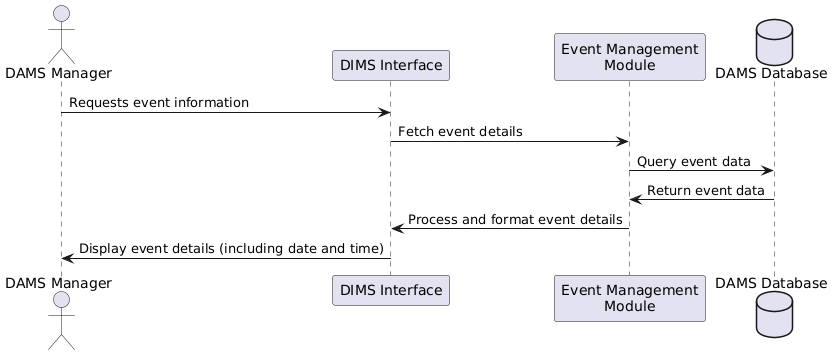 DAMS Manager
DIMS Interface
Event Management
Module
DAMS Database
Requests event information
Fetch event details
Query event data
Return event data
Process and format event details
Display event details (including date and time)
DAMS Manager
DIMS Interface
Event Management
Module
DAMS Database